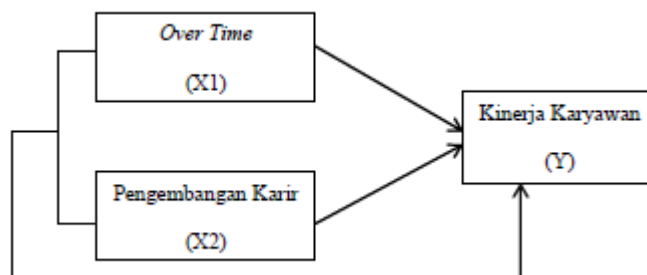 Over Time
(X1)
Kinerja Karyawan
(Y)
Pengembangan Karir
(X2)